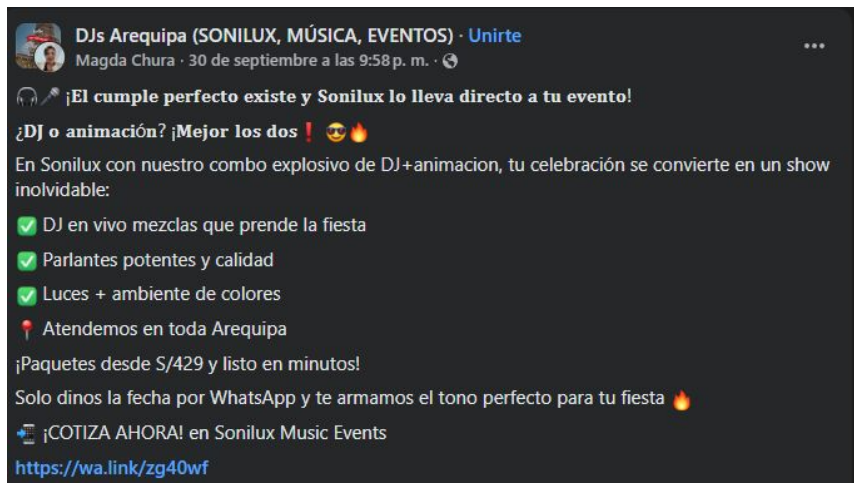 DJs Arequipa (SONILUX, MÚSICA, EVENTOS) · Unirte
Magda Chura · 30 de septiembre a las 9:58 p. m. ·
🎧🎤 ¡El cumple perfecto existe y Sonilux lo lleva directo a tu evento!
¿DJ o animación? ¡Mejor los dos❗ 😎🔥
En Sonilux con nuestro combo explosivo de DJ+animacion, tu celebración se convierte en un show
inolvidable:
✅ DJ en vivo mezclas que prende la fiesta
✅ Parlantes potentes y calidad
✅ Luces + ambiente de colores
📍 Atendemos en toda Arequipa
¡Paquetes desde S/429 y listo en minutos!
Solo dinos la fecha por WhatsApp y te armamos el tono perfecto para tu fiesta 🔥
📲 ¡COTIZA AHORA! en Sonilux Music Events
https://wa.link/zg40wf